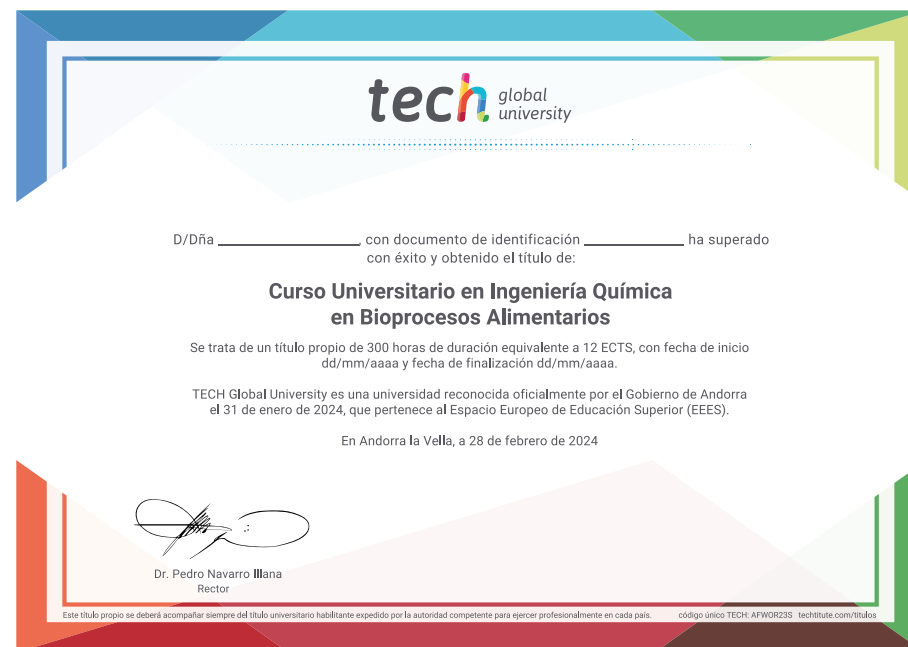 tech global university
D/Dña ____________________, con documento de identificación ______________ ha superado
con éxito y obtenido el título de:
Curso Universitario en Ingeniería Química
en Bioprocesos Alimentarios
Se trata de un título propio de 300 horas de duración equivalente a 12 ECTS, con fecha de inicio
dd/mm/aaaa y fecha de finalización dd/mm/aaaa.
TECH Global University es una universidad reconocida oficialmente por el Gobierno de Andorra
el 31 de enero de 2024, que pertenece al Espacio Europeo de Educación Superior (EEES).
En Andorra la Vella, a 28 de febrero de 2024
Dr. Pedro Navarro Illana
Rector
Este título propio se deberá acompañar siempre del título universitario habilitante expedido por la autoridad competente para ejercer profesionalmente en cada país. código único TECH: AFWOR23S techtitute.com/titulos